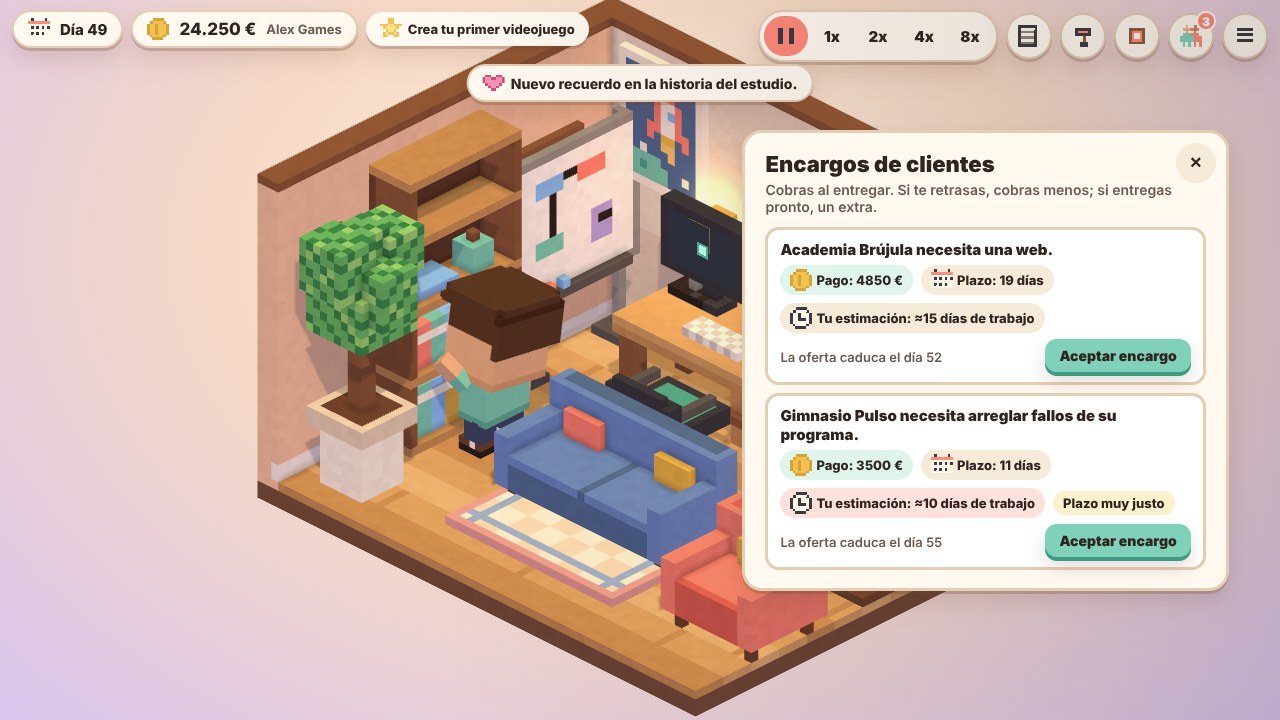 Día 49
24.250 € Alex Games
Crea tu primer videojuego
1x 2x 4x 8x
3
Nuevo recuerdo en la historia del estudio.
Encargos de clientes
×
Cobras al entregar. Si te retrasas, cobras menos; si entregas
pronto, un extra.
Academia Brújula necesita una web.
Pago: 4850 € Plazo: 19 días
Tu estimación: ≈15 días de trabajo
La oferta caduca el día 52 Aceptar encargo
Gimnasio Pulso necesita arreglar fallos de su
programa.
Pago: 3500 € Plazo: 11 días
Tu estimación: ≈10 días de trabajo Plazo muy justo
La oferta caduca el día 55 Aceptar encargo